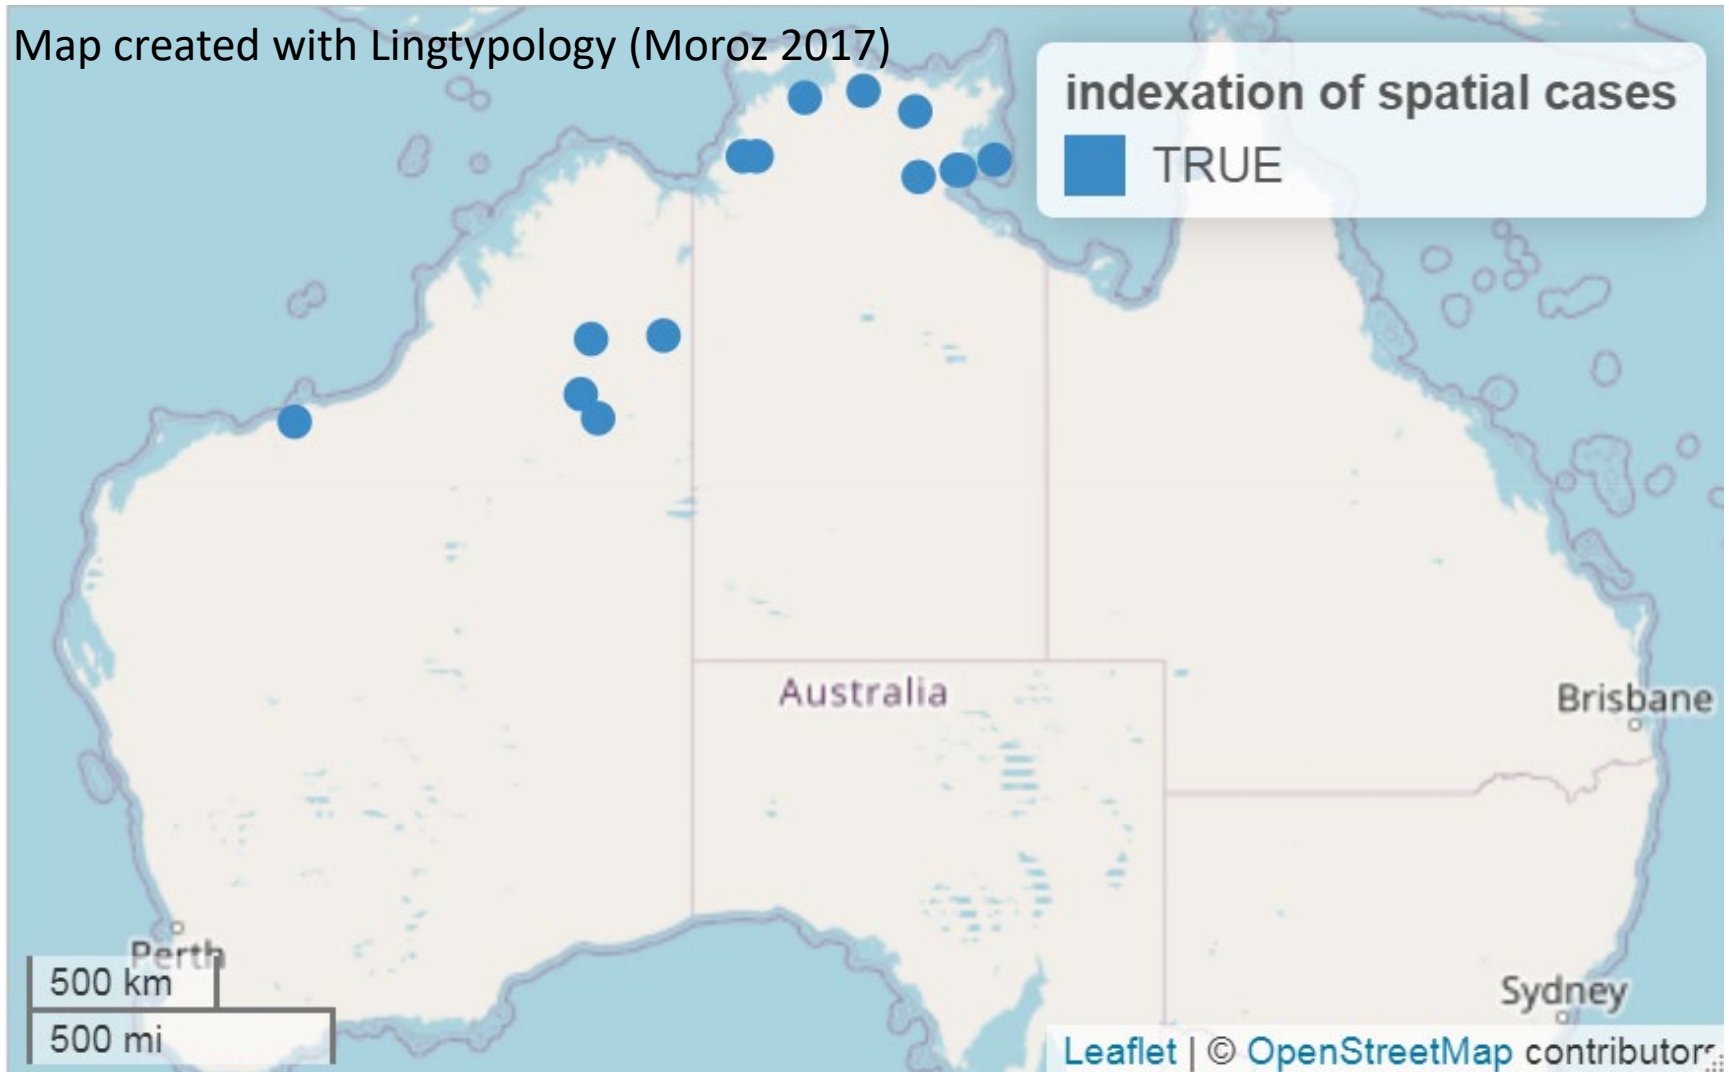 Map created with Lingtypology (Moroz 2017)
indexation of spatial cases
TRUE
Australia
Brisbane
Perth
Sydney
500 km
500 mi
Leaflet | © OpenStreetMap contributors